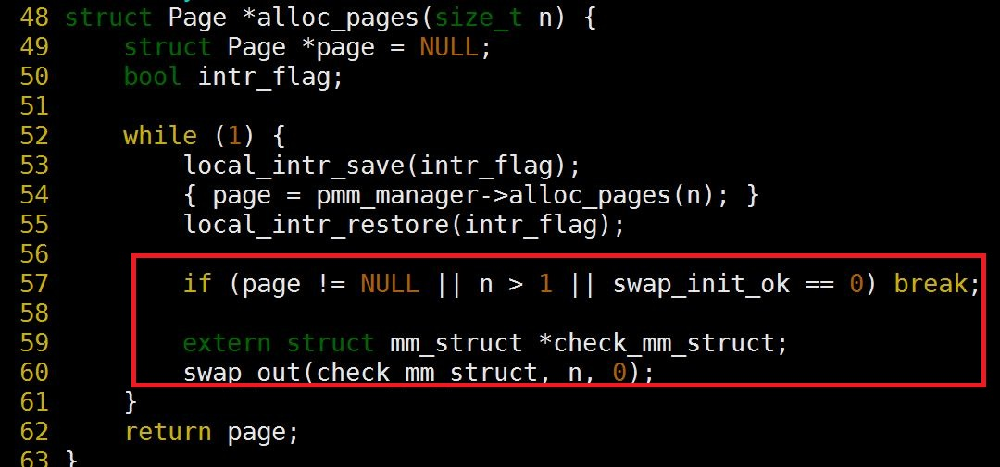 48 struct Page *alloc_pages(size_t n) {
49     struct Page *page = NULL;
50     bool intr_flag;
51
52     while (1) {
53         local_intr_save(intr_flag);
54         { page = pmm_manager->alloc_pages(n); }
55         local_intr_restore(intr_flag);
56
57         if (page != NULL || n > 1 || swap_init_ok == 0) break;
58
59         extern struct mm_struct *check_mm_struct;
60         swap_out(check_mm_struct, n, 0);
61     }
62     return page;
63 }